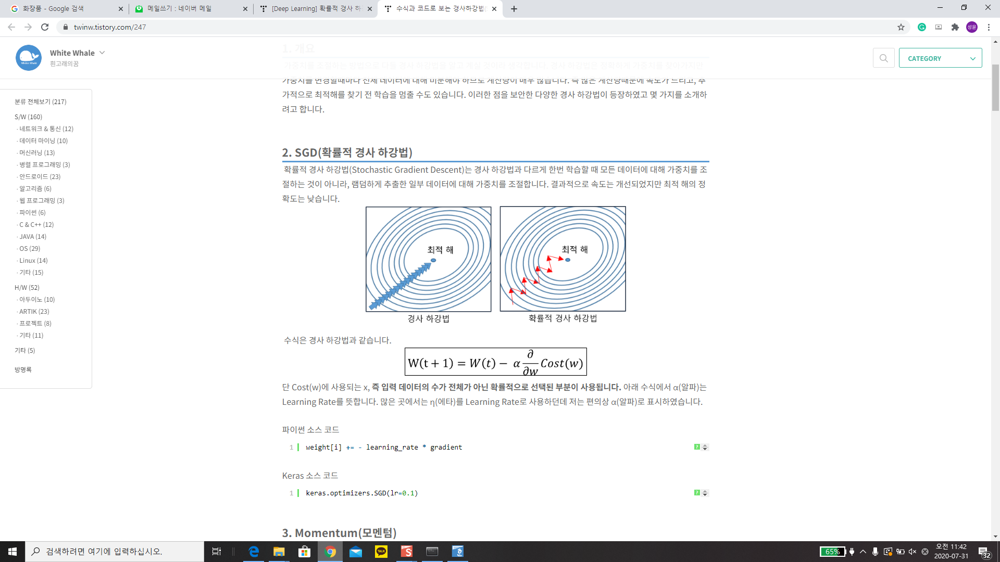 화장품 - Google 검색
메일쓰기 : 네이버 메일
[Deep Learning] 확률적 경사 하
수식과 코드로 보는 경사하강법(
twinw.tistory.com/247
성윤
White Whale
흰고래의꿈
CATEGORY
분류 전체보기 (217)
S/W (160)
· 네트워크 & 통신 (12)
· 데이터 마이닝 (10)
· 머신러닝 (13)
· 병렬 프로그래밍 (3)
· 안드로이드 (23)
· 알고리즘 (6)
· 웹 프로그래밍 (3)
· 파이썬 (6)
· C & C++ (12)
· JAVA (14)
· OS (29)
· Linux (14)
· 기타 (15)
H/W (52)
· 아두이노 (10)
· ARTIK (23)
· 프로젝트 (8)
· 기타 (11)
기타 (5)
방명록
1. 개요
가중치를 조절하는 방법으로 다들 경사 하강법을 알고 계실 것이라 생각합니다. 경사 하강법은 정확하게 가중치를 찾아가지만
가중치를 변경할때마다 전체 데이터에 대해 미분해야 하므로 계산량이 매우 많습니다. 즉 많은 계산량때문에 속도가 느리고, 추
가적으로 최적해를 찾기 전 학습을 멈출 수도 있습니다. 이러한 점을 보안한 다양한 경사 하강법이 등장하였고 몇 가지를 소개하
려고 합니다.
2. SGD(확률적 경사 하강법)
확률적 경사 하강법(Stochastic Gradient Descent)는 경사 하강법과 다르게 한번 학습할 때 모든 데이터에 대해 가중치를 조
절하는 것이 아니라, 램덤하게 추출한 일부 데이터에 대해 가중치를 조절합니다. 결과적으로 속도는 개선되었지만 최적 해의 정
확도는 낮습니다.
최적 해
최적 해
경사 하강법
확률적 경사 하강법
수식은 경사 하강법과 같습니다.
W(t + 1) = W(t) − α ∂/∂w Cost(w)
단 Cost(w)에 사용되는 x, 즉 입력 데이터의 수가 전체가 아닌 확률적으로 선택된 부분이 사용됩니다. 아래 수식에서 α(알파)는
Learning Rate를 뜻합니다. 많은 곳에서는 η(에타)를 Learning Rate로 사용하던데 저는 편의상 α(알파)로 표시하였습니다.
파이썬 소스 코드
1 weight[i] += - learning_rate * gradient
?
Keras 소스 코드
1 keras.optimizers.SGD(lr=0.1)
?
3. Momentum(모멘텀)
검색하려면 여기에 입력하십시오.
TALK
65%
오전 11:42
2020-07-31
32